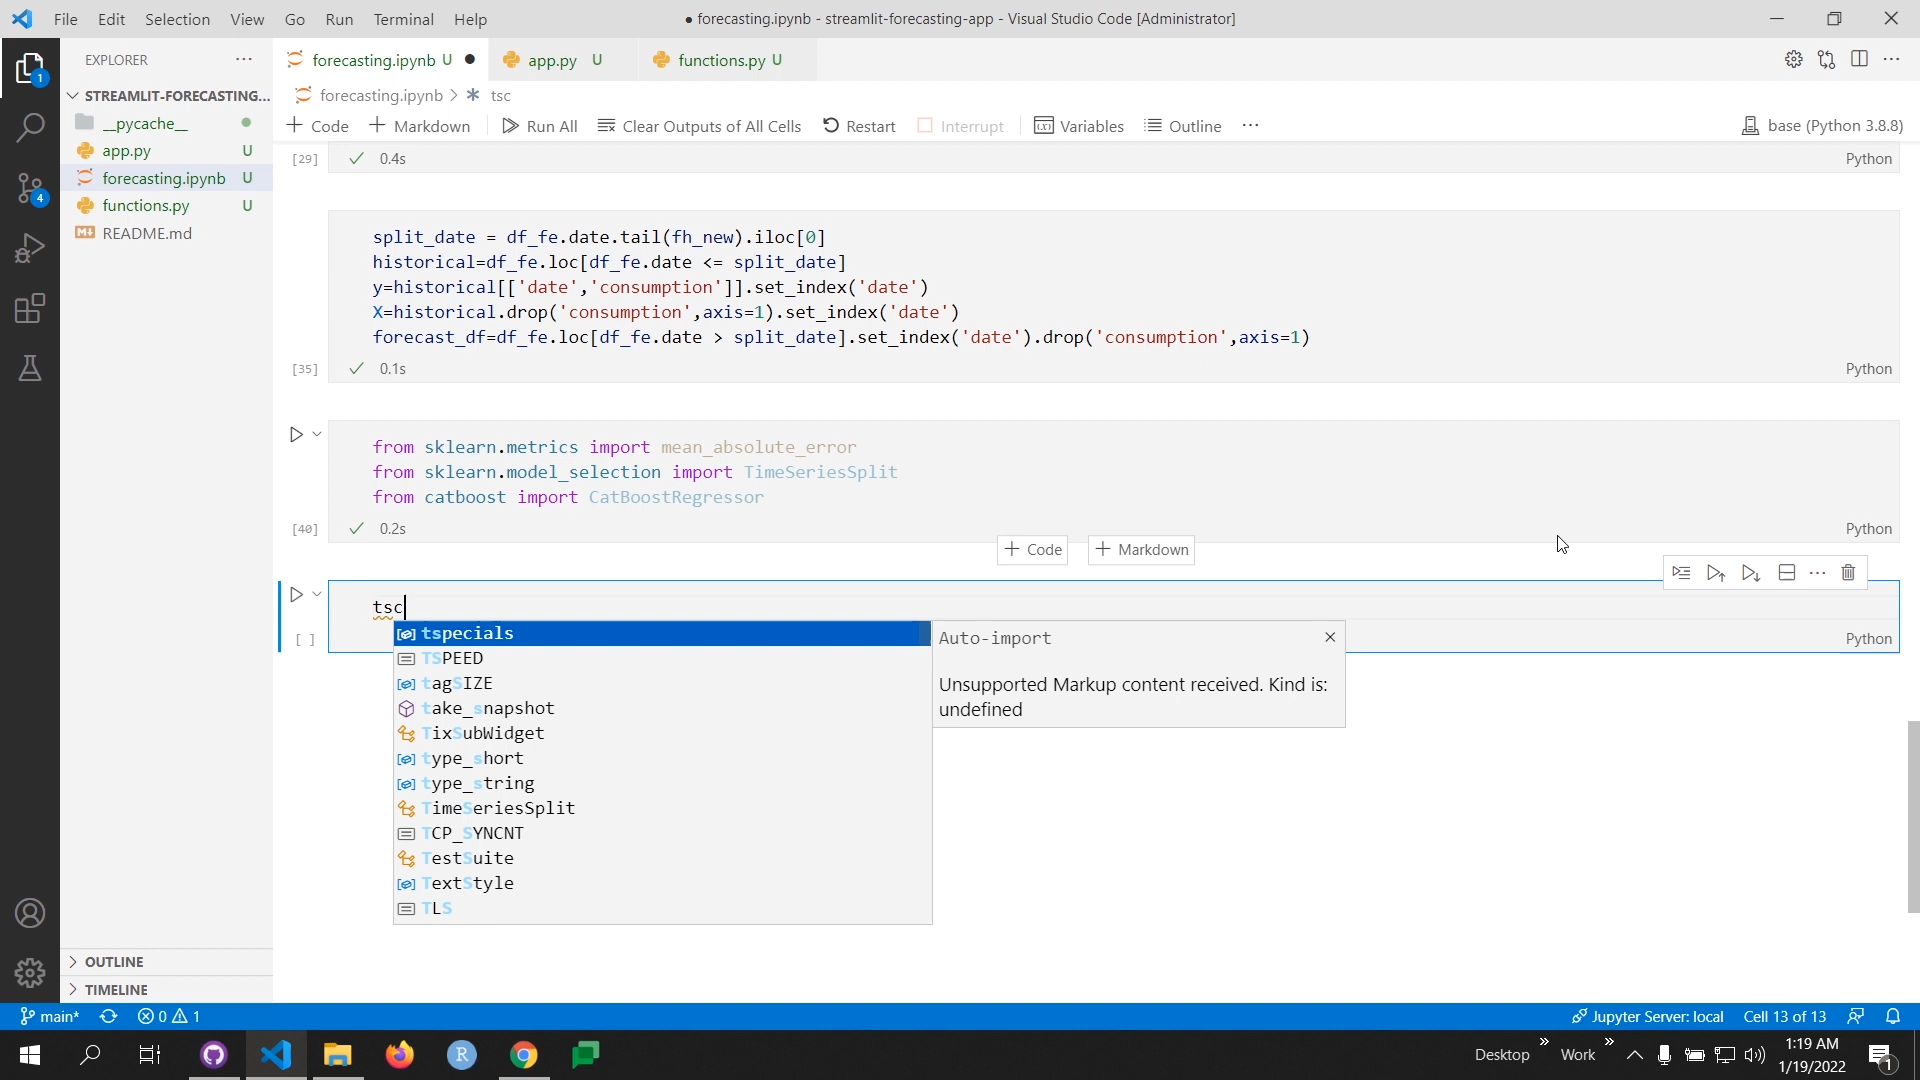 File Edit Selection View Go Run Terminal Help
● forecasting.ipynb - streamlit-forecasting-app - Visual Studio Code [Administrator]
EXPLORER
forecasting.ipynb U
app.py U
functions.py U
STREAMLIT-FORECASTING...
forecasting.ipynb > tsc
__pycache__
app.py U
forecasting.ipynb U
functions.py U
README.md
+ Code + Markdown Run All Clear Outputs of All Cells Restart Interrupt Variables Outline ...
base (Python 3.8.8)
[29] 0.4s Python
split_date = df_fe.date.tail(fh_new).iloc[0]
historical=df_fe.loc[df_fe.date <= split_date]
y=historical[['date','consumption']].set_index('date')
X=historical.drop('consumption',axis=1).set_index('date')
forecast_df=df_fe.loc[df_fe.date > split_date].set_index('date').drop('consumption',axis=1)
[35] 0.1s Python
from sklearn.metrics import mean_absolute_error
from sklearn.model_selection import TimeSeriesSplit
from catboost import CatBoostRegressor
[40] 0.2s Python
+ Code + Markdown
tsc
[ ] Python
tspecials
TSPEED
tagSIZE
take_snapshot
TixSubWidget
type_short
type_string
TimeSeriesSplit
TCP_SYNCNT
TestSuite
TextStyle
TLS
Auto-import
Unsupported Markup content received. Kind is:
undefined
OUTLINE
TIMELINE
main* 0 1
Jupyter Server: local Cell 13 of 13
Desktop » Work »
1:19 AM
1/19/2022
1
1
4
R